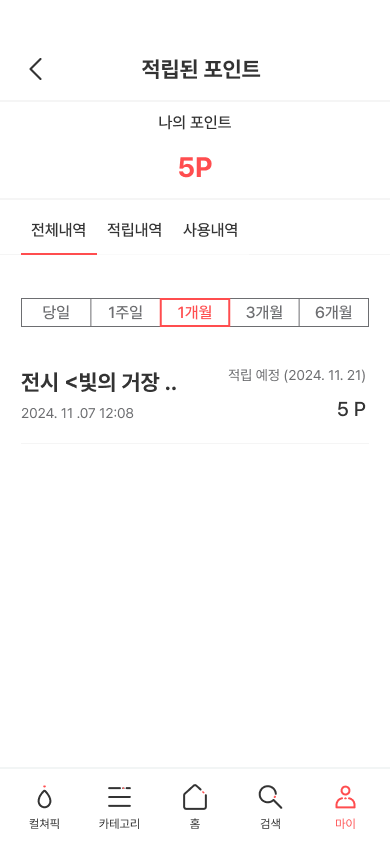 적립된 포인트
나의 포인트
5P
전체내역 적립내역 사용내역
당일 1주일 1개월 3개월 6개월
전시 <빛의 거장 ..
적립 예정 (2024. 11. 21)
2024. 11 .07 12:08
5 P
컬쳐픽 카테고리 홈 검색 마이